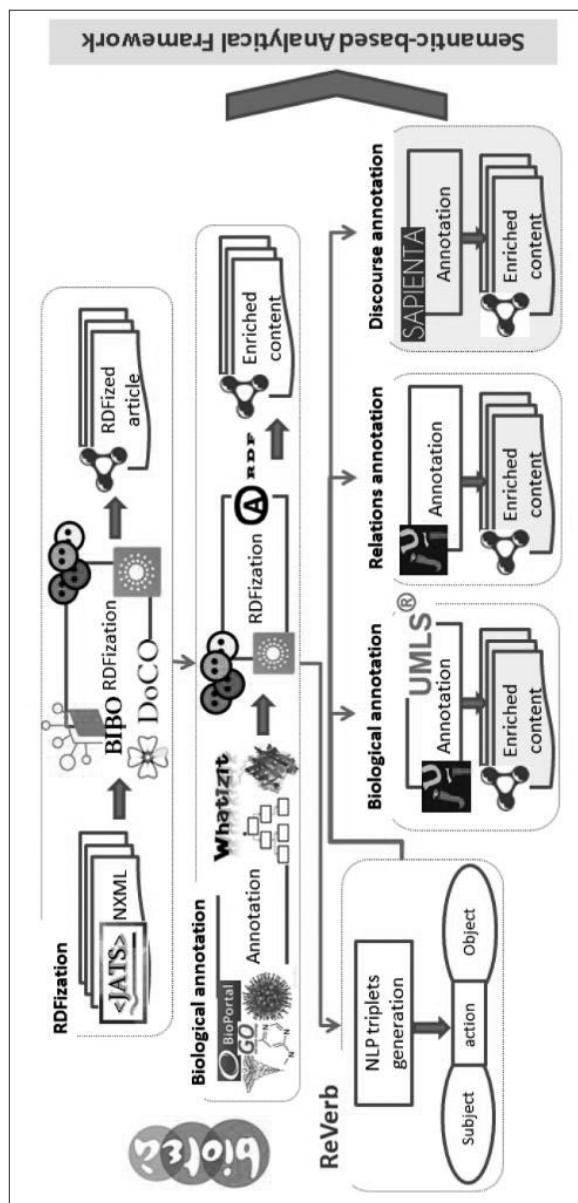 biotea
RDFization
<JATS>
NXML
BIBO
RDFization
DoCO
RDFized
article
Biological annotation
BioPortal
GO
Annotation
Whatizit
RDFization
A
RDF
Enriched
content
ReVerb
NLP triplets
generation
Subject
action
Object
Biological annotation
UMLS®
Annotation
Enriched
content
Relations annotation
Annotation
Enriched
content
Discourse annotation
SAPIENTA
Annotation
Enriched
content
Semantic-based Analytical Framework